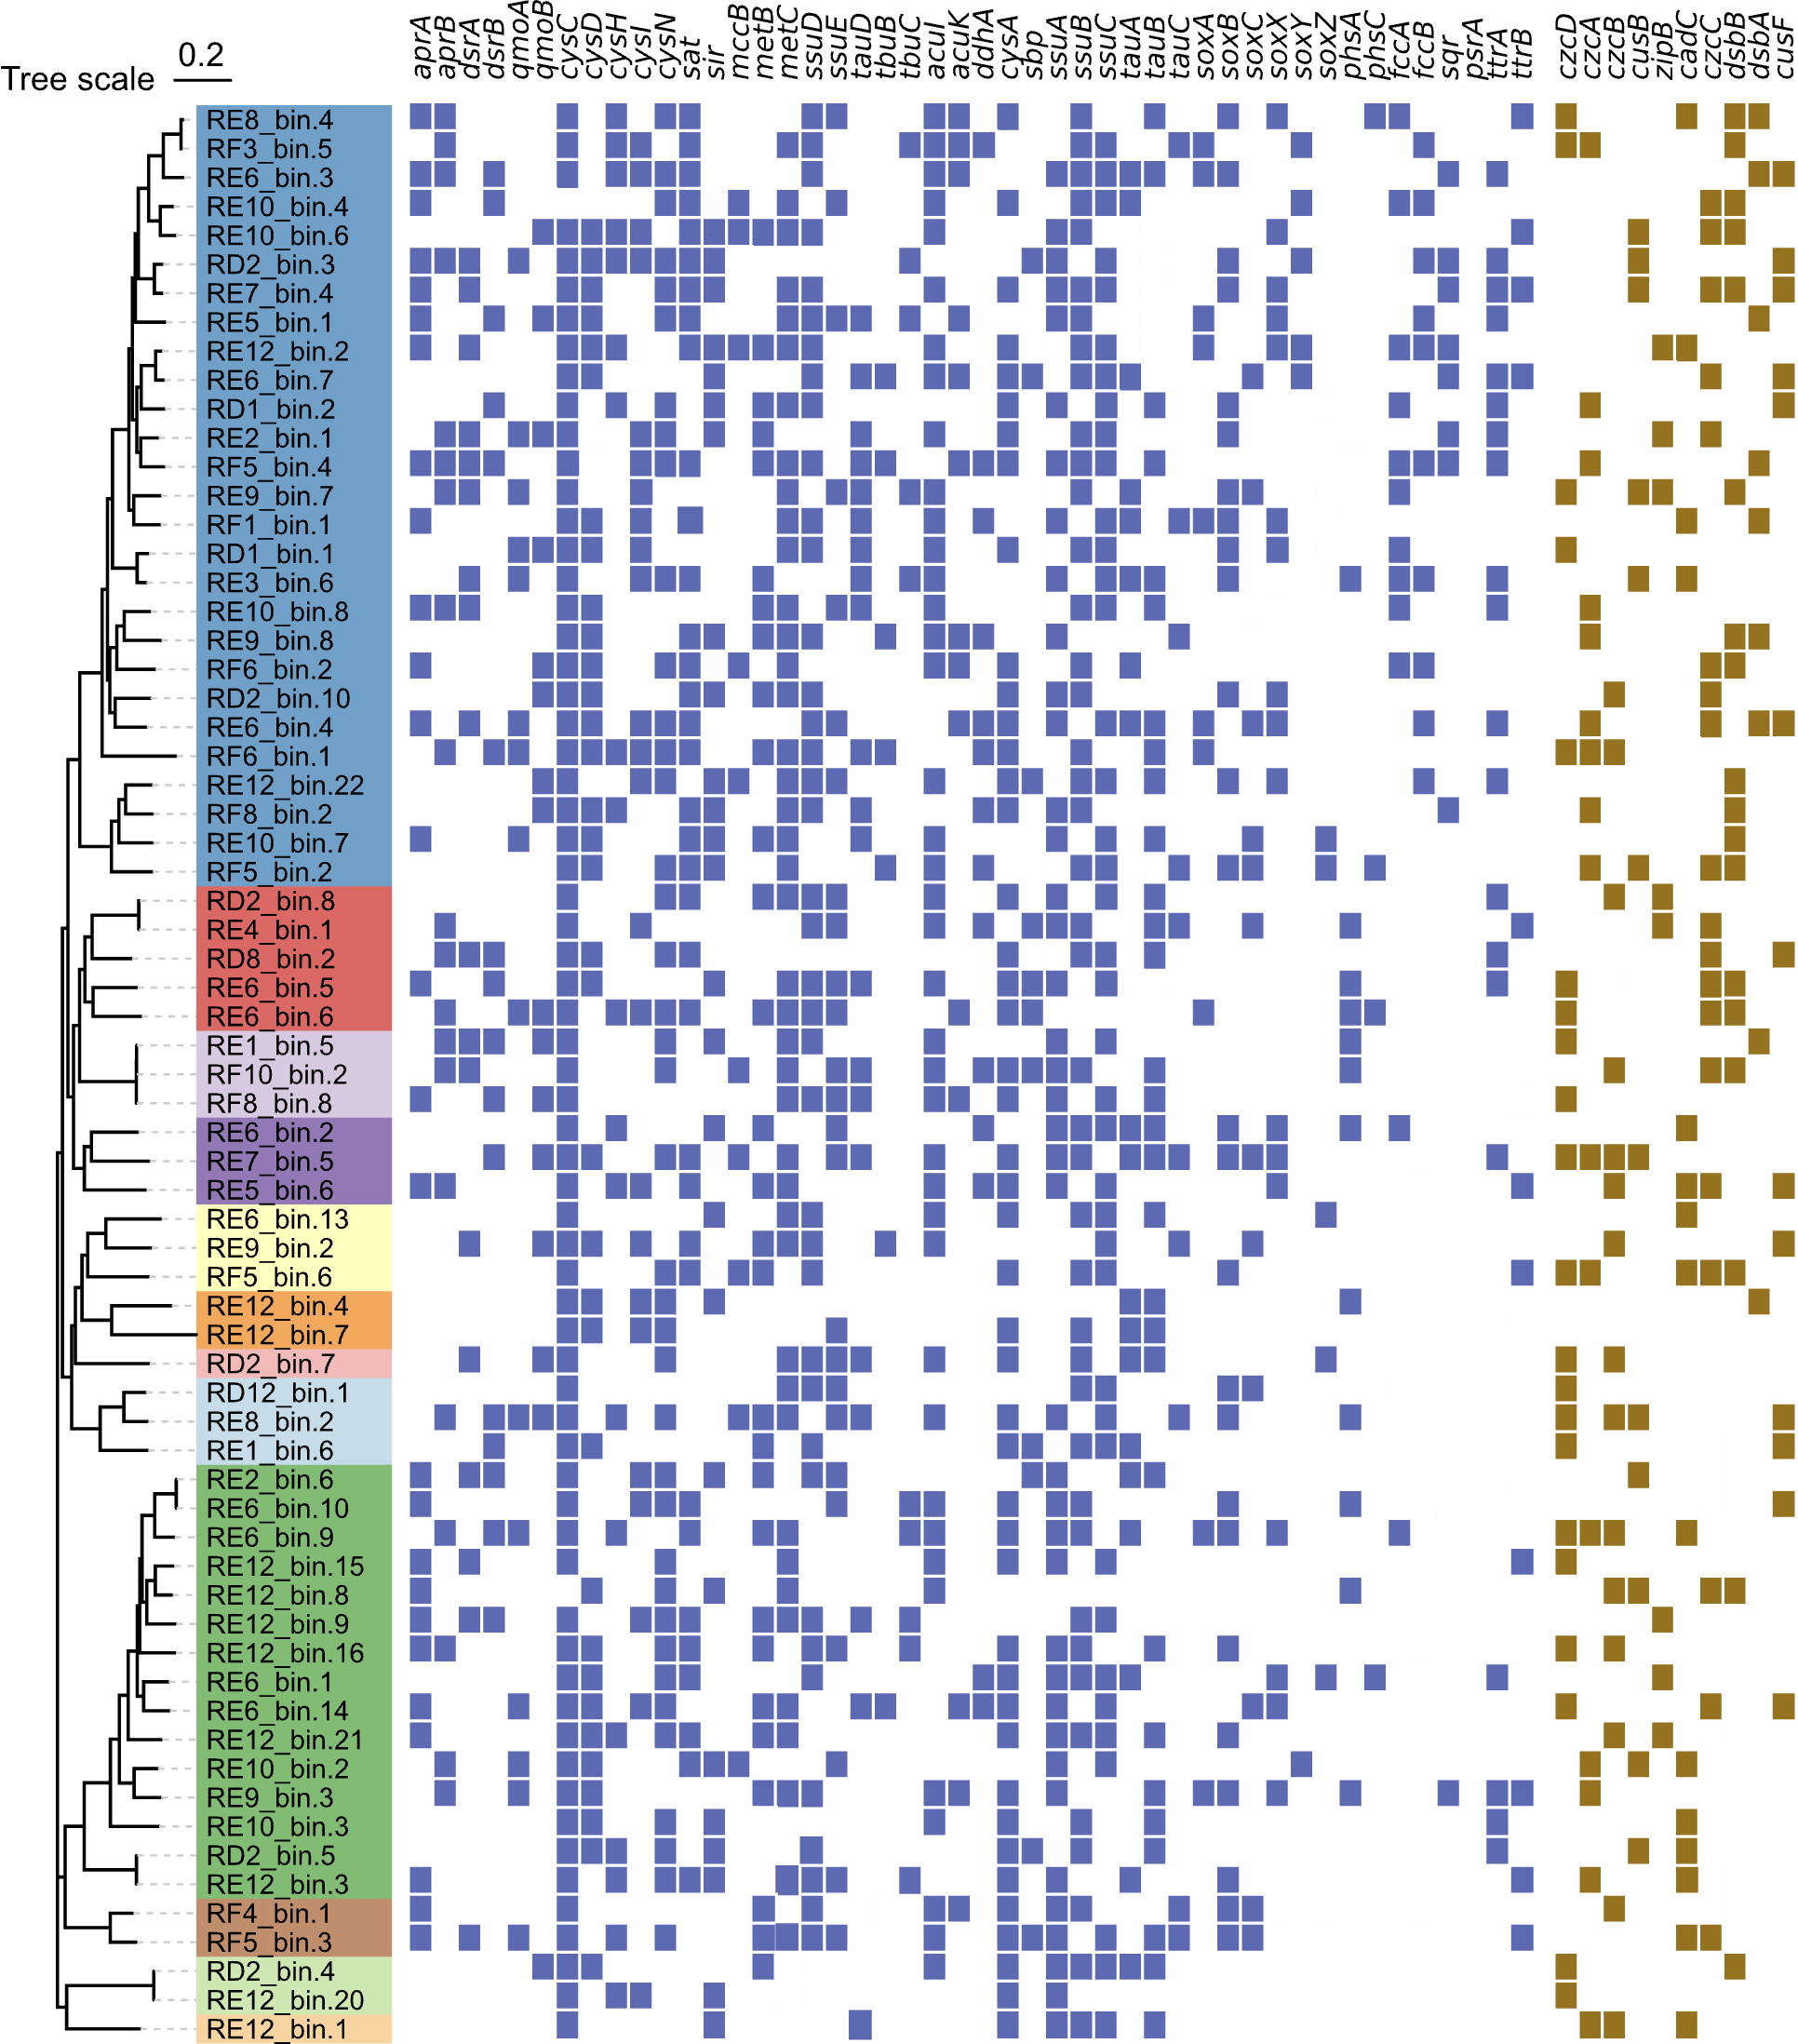 aprA aprB dsrA dsrB qmoA qmoB cysC cysD cysH cysI cysN sat sir mccB metB metC ssuD ssuE tauD tbuB tbuC acuI acuK ddhA cysA sbp ssuA ssuB ssuC tauA tauB tauC soxA soxB soxC soxX soxY soxZ phsA phsC fccA fccB sqr psrA ttrA ttrB czcD czcA czcB cusB zipB cadC czcC dsbB dsbA cusF
0.2
Tree scale
RE8_bin.4
RF3_bin.5
RE6_bin.3
RE10_bin.4
RE10_bin.6
RD2_bin.3
RE7_bin.4
RE5_bin.1
RE12_bin.2
RE6_bin.7
RD1_bin.2
RE2_bin.1
RF5_bin.4
RE9_bin.7
RF1_bin.1
RD1_bin.1
RE3_bin.6
RE10_bin.8
RE9_bin.8
RF6_bin.2
RD2_bin.10
RE6_bin.4
RF6_bin.1
RE12_bin.22
RF8_bin.2
RE10_bin.7
RF5_bin.2
RD2_bin.8
RE4_bin.1
RD8_bin.2
RE6_bin.5
RE6_bin.6
RE1_bin.5
RF10_bin.2
RF8_bin.8
RE6_bin.2
RE7_bin.5
RE5_bin.6
RE6_bin.13
RE9_bin.2
RF5_bin.6
RE12_bin.4
RE12_bin.7
RD2_bin.7
RD12_bin.1
RE8_bin.2
RE1_bin.6
RE2_bin.6
RE6_bin.10
RE6_bin.9
RE12_bin.15
RE12_bin.8
RE12_bin.9
RE12_bin.16
RE6_bin.1
RE6_bin.14
RE12_bin.21
RE10_bin.2
RE9_bin.3
RE10_bin.3
RD2_bin.5
RE12_bin.3
RF4_bin.1
RF5_bin.3
RD2_bin.4
RE12_bin.20
RE12_bin.1